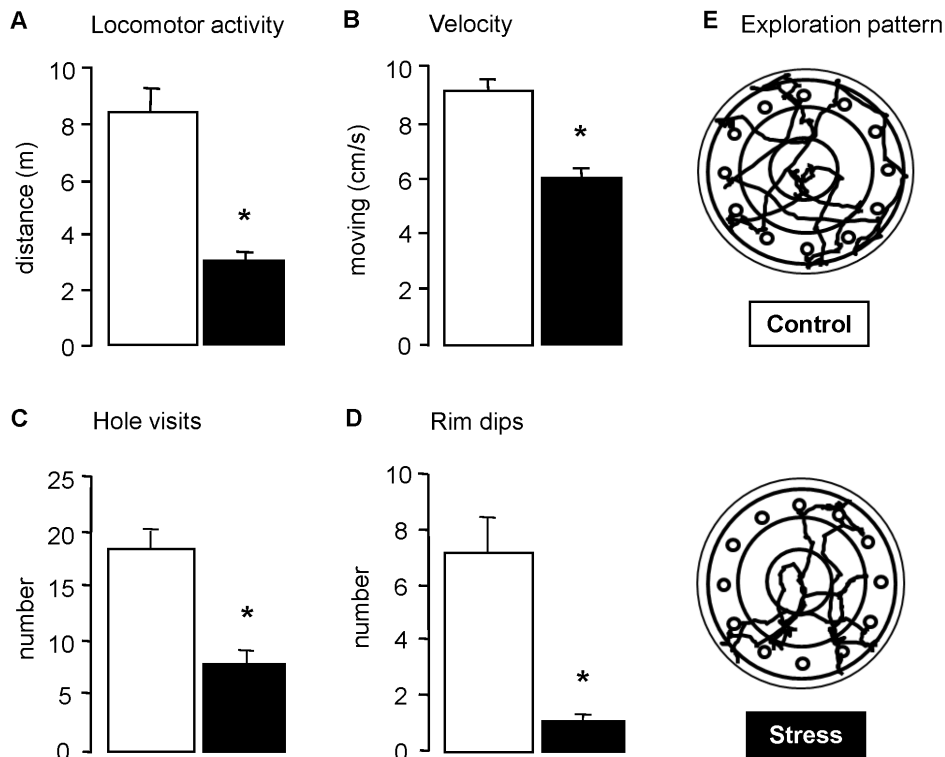 A Locomotor activity
10
8
6
4
2
0
distance (m)
*
B Velocity
10
8
6
4
2
0
moving (cm/s)
*
E Exploration pattern
Control
C Hole visits
25
20
15
10
5
0
number
*
D Rim dips
10
8
6
4
2
0
number
*
Stress